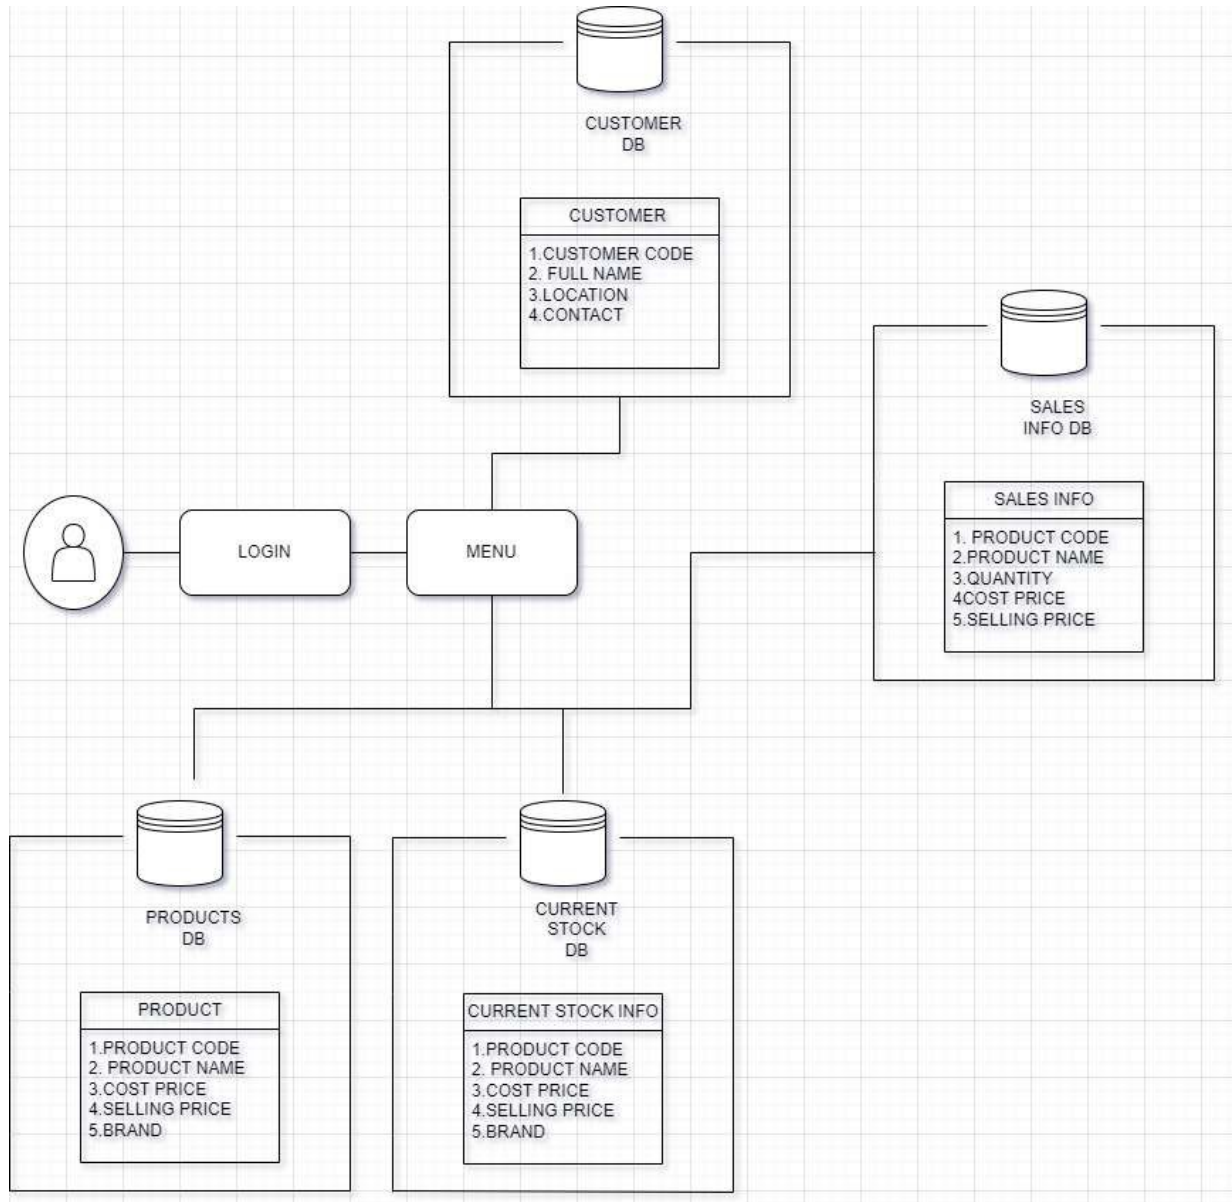 CUSTOMER
DB
CUSTOMER
1.CUSTOMER CODE
2. FULL NAME
3.LOCATION
4.CONTACT
SALES
INFO DB
SALES INFO
1. PRODUCT CODE
2.PRODUCT NAME
3.QUANTITY
4COST PRICE
5.SELLING PRICE
LOGIN
MENU
PRODUCTS
DB
PRODUCT
1.PRODUCT CODE
2. PRODUCT NAME
3.COST PRICE
4.SELLING PRICE
5.BRAND
CURRENT
STOCK
DB
CURRENT STOCK INFO
1.PRODUCT CODE
2. PRODUCT NAME
3.COST PRICE
4.SELLING PRICE
5.BRAND